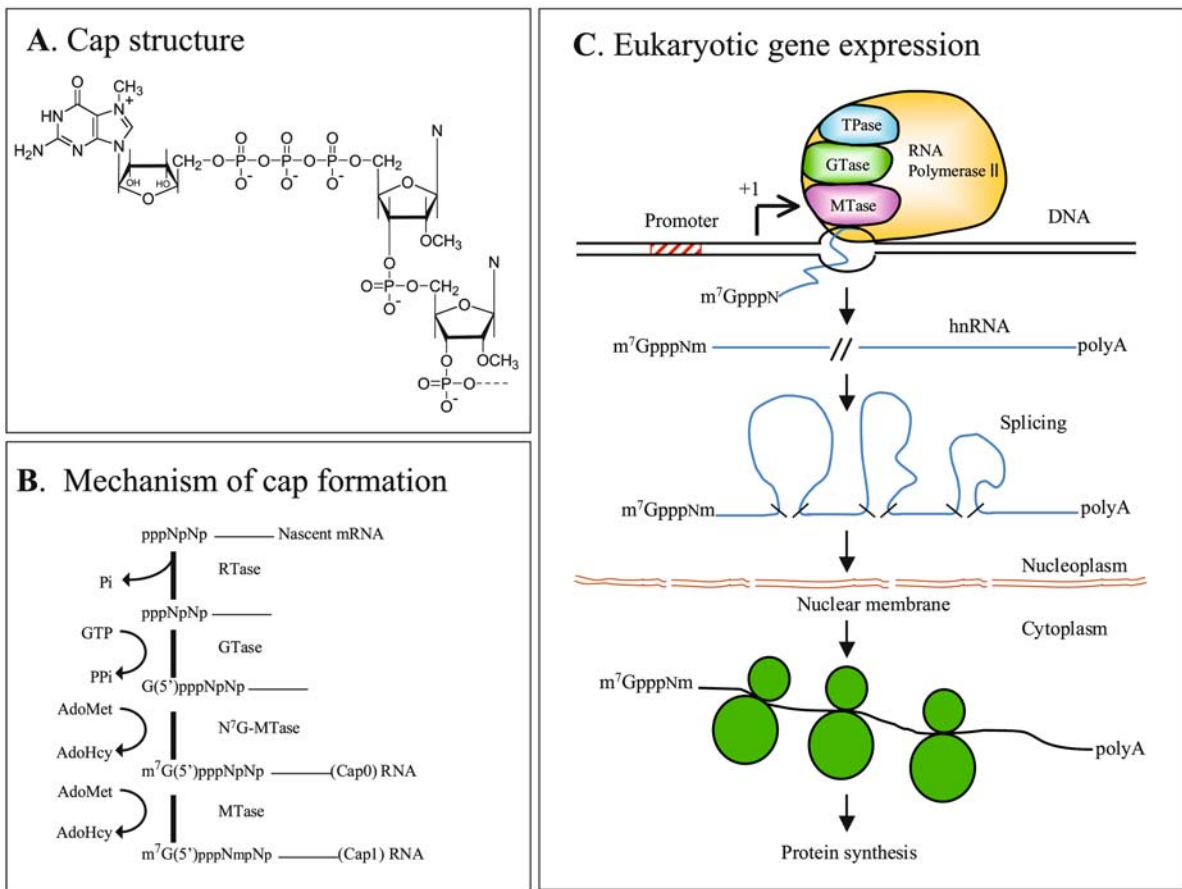 A. Cap structure
O
CH₃
N
+
HN
N
H₂N
N
N
OH
HO
O
CH₂—O—P—O—P—O—P—O—CH₂
O
O
O
O⁻
O⁻
O⁻
N
O
OCH₃
O
O=P—O—CH₂
O⁻
N
O
O
OCH₃
O=P—O----
O⁻
B. Mechanism of cap formation
pppNpNp Nascent mRNA
Pi
RTase
pppNpNp
GTP
GTase
PPi
G(5’)pppNpNp
AdoMet
N⁷G-MTase
AdoHcy
m⁷G(5’)pppNpNp (Cap0) RNA
AdoMet
MTase
AdoHcy
m⁷G(5’)pppNmpNp (Cap1) RNA
C. Eukaryotic gene expression
TPase
GTase
MTase
RNA
Polymerase II
+1
Promoter
DNA
m⁷GpppN
hnRNA
m⁷GpppNm
polyA
Splicing
m⁷GpppNm
polyA
Nucleoplasm
Nuclear membrane
Cytoplasm
m⁷GpppNm
polyA
Protein synthesis